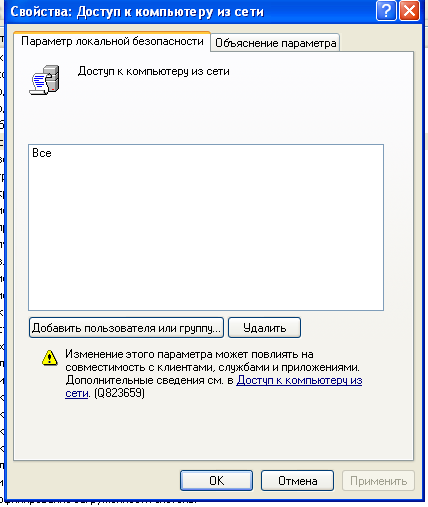 Свойства: Доступ к компьютеру из сети
Параметр локальной безопасности
Объяснение параметра
Доступ к компьютеру из сети
Все
Добавить пользователя или группу...
Удалить
Изменение этого параметра может повлиять на
совместимость с клиентами, службами и приложениями.
Дополнительные сведения см. в Доступ к компьютеру из
сети. (Q823659)
OK
Отмена
Применить